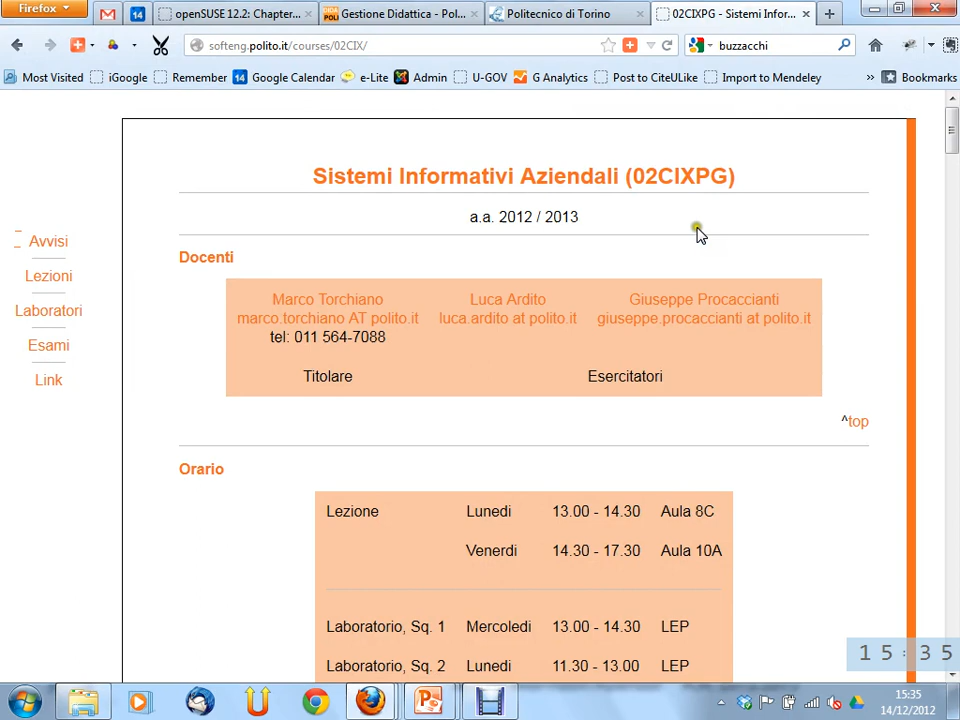 Firefox
14
openSUSE 12.2: Chapter...
DIDA POLI
Gestione Didattica - Pol...
Politecnico di Torino
02CIXPG - Sistemi Infor...
softeng.polito.it/courses/02CIX/
buzzacchi
Most Visited
iGoogle
Remember
14
Google Calendar
e-Lite
Admin
U-GOV
G Analytics
Post to CiteULike
Import to Mendeley
»
Bookmarks
Sistemi Informativi Aziendali (02CIXPG)
a.a. 2012 / 2013
Avvisi
Lezioni
Laboratori
Esami
Link
Docenti
Marco Torchiano Luca Ardito Giuseppe Procaccianti
marco.torchiano AT polito.it luca.ardito at polito.it giuseppe.procaccianti at polito.it
tel: 011 564-7088
Titolare Esercitatori
^top
Orario
Lezione Lunedi 13.00 - 14.30 Aula 8C
Venerdi 14.30 - 17.30 Aula 10A
Laboratorio, Sq. 1 Mercoledi 13.00 - 14.30 LEP
Laboratorio, Sq. 2 Lunedi 11.30 - 13.00 LEP
15:35
15:35
14/12/2012